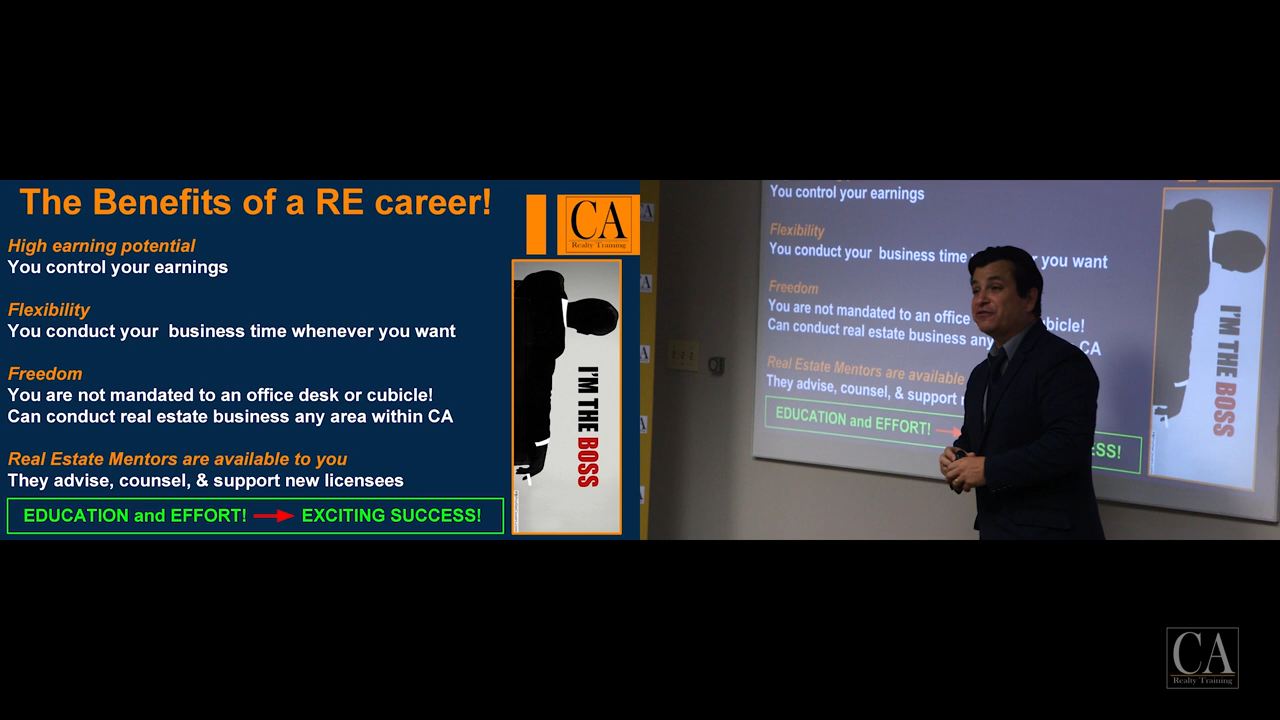 The Benefits of a RE career!
CA
Realty Training
High earning potential
You control your earnings
Flexibility
You conduct your  business time whenever you want
Freedom
You are not mandated to an office desk or cubicle!
Can conduct real estate business any area within CA
Real Estate Mentors are available to you
They advise, counsel, & support new licensees
EDUCATION and EFFORT! EXCITING SUCCESS!
I'M THE BOSS
You control your earnings
Flexibility
You conduct your  business time you want
Freedom
You are not mandated to an office
Can conduct real estate business CA
Real Estate Mentors are available
They advise, counsel, & support
EDUCATION and EFFORT!
I'M THE BOSS
CA
Realty Training